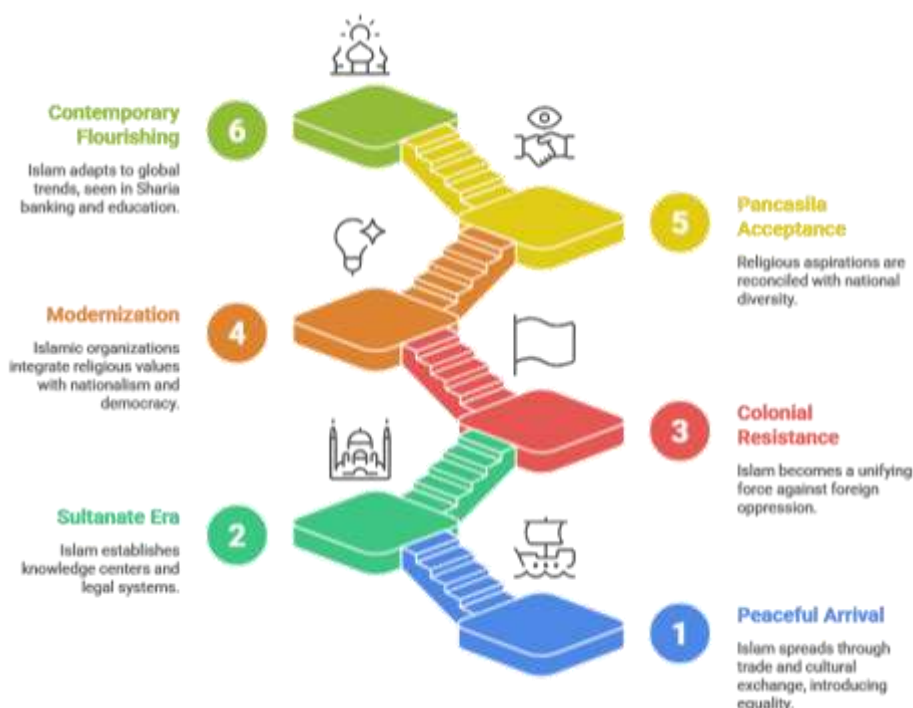 Contemporary
Flourishing
6
Islam adapts to global
trends, seen in Sharia
banking and education.
5
Pancasila
Acceptance
Religious aspirations are
reconciled with national
diversity.
Modernization
4
Islamic organizations
integrate religious values
with nationalism and
democracy.
3
Colonial
Resistance
Islam becomes a unifying
force against foreign
oppression.
Sultanate Era
2
Islam establishes
knowledge centers and
legal systems.
1
Peaceful Arrival
Islam spreads through
trade and cultural
exchange, introducing
equality.